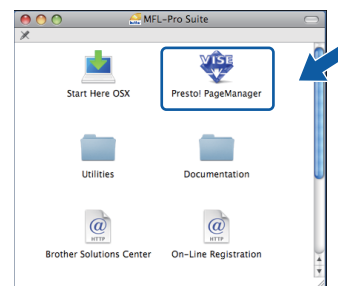 MFL-Pro Suite
VISE
Start Here OSX
Presto! PageManager
Utilities
Documentation
@
HTTP
@
HTTP
Brother Solutions Center
On-Line Registration